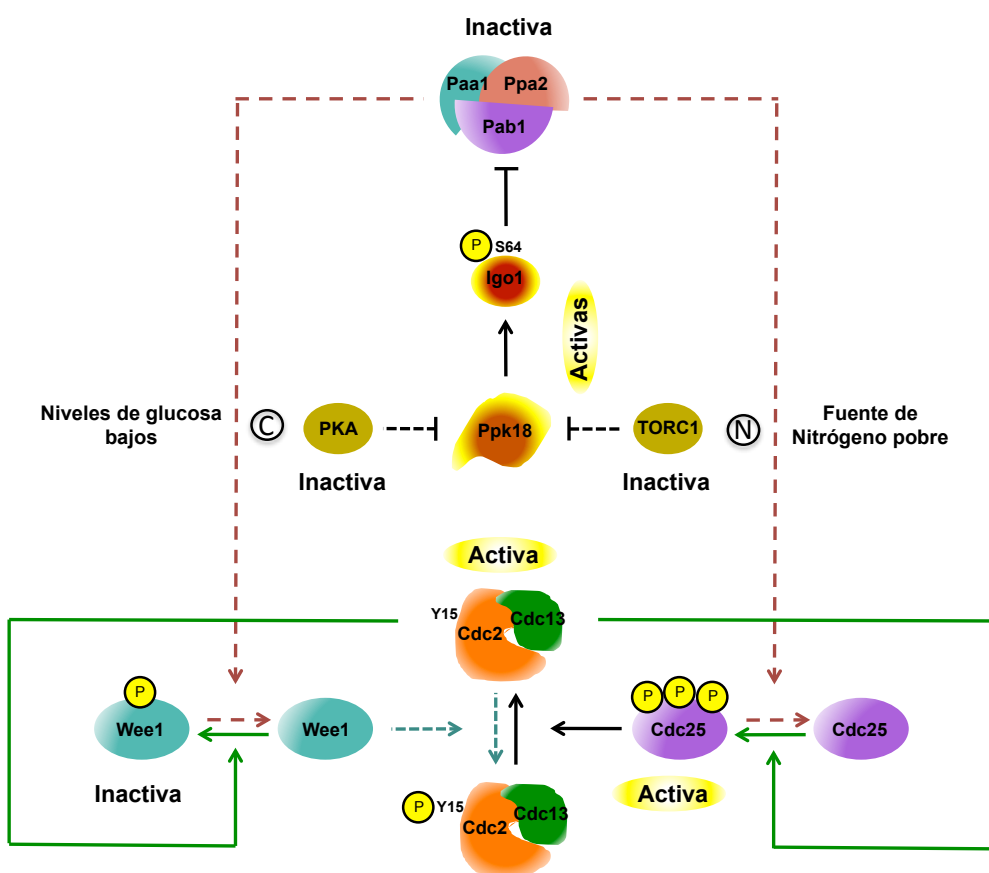 Inactiva
Paa1 Ppa2
Pab1
P S64
Igo1
Activas
Niveles de glucosa
bajos
C PKA Ppk18 TORC1 N
Fuente de
Nitrógeno pobre
Inactiva Inactiva
Activa
Y15
Cdc2 Cdc13
P P P P
Wee1 Wee1 Cdc25 Cdc25
Inactiva Activa
P Y15
Cdc2 Cdc13